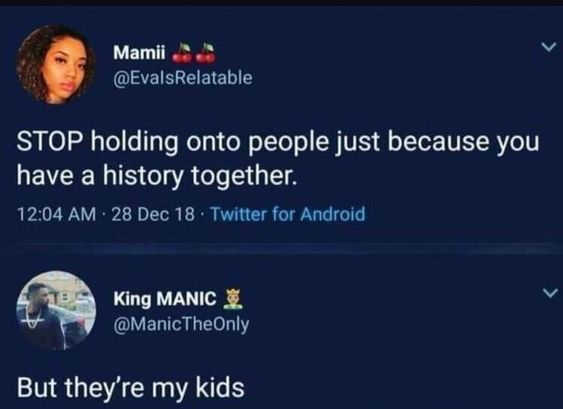 Mamii 🍒🍒
@EvalsRelatable
STOP holding onto people just because you
have a history together.
12:04 AM · 28 Dec 18 · Twitter for Android
King MANIC 🤴
@ManicTheOnly
But they’re my kids